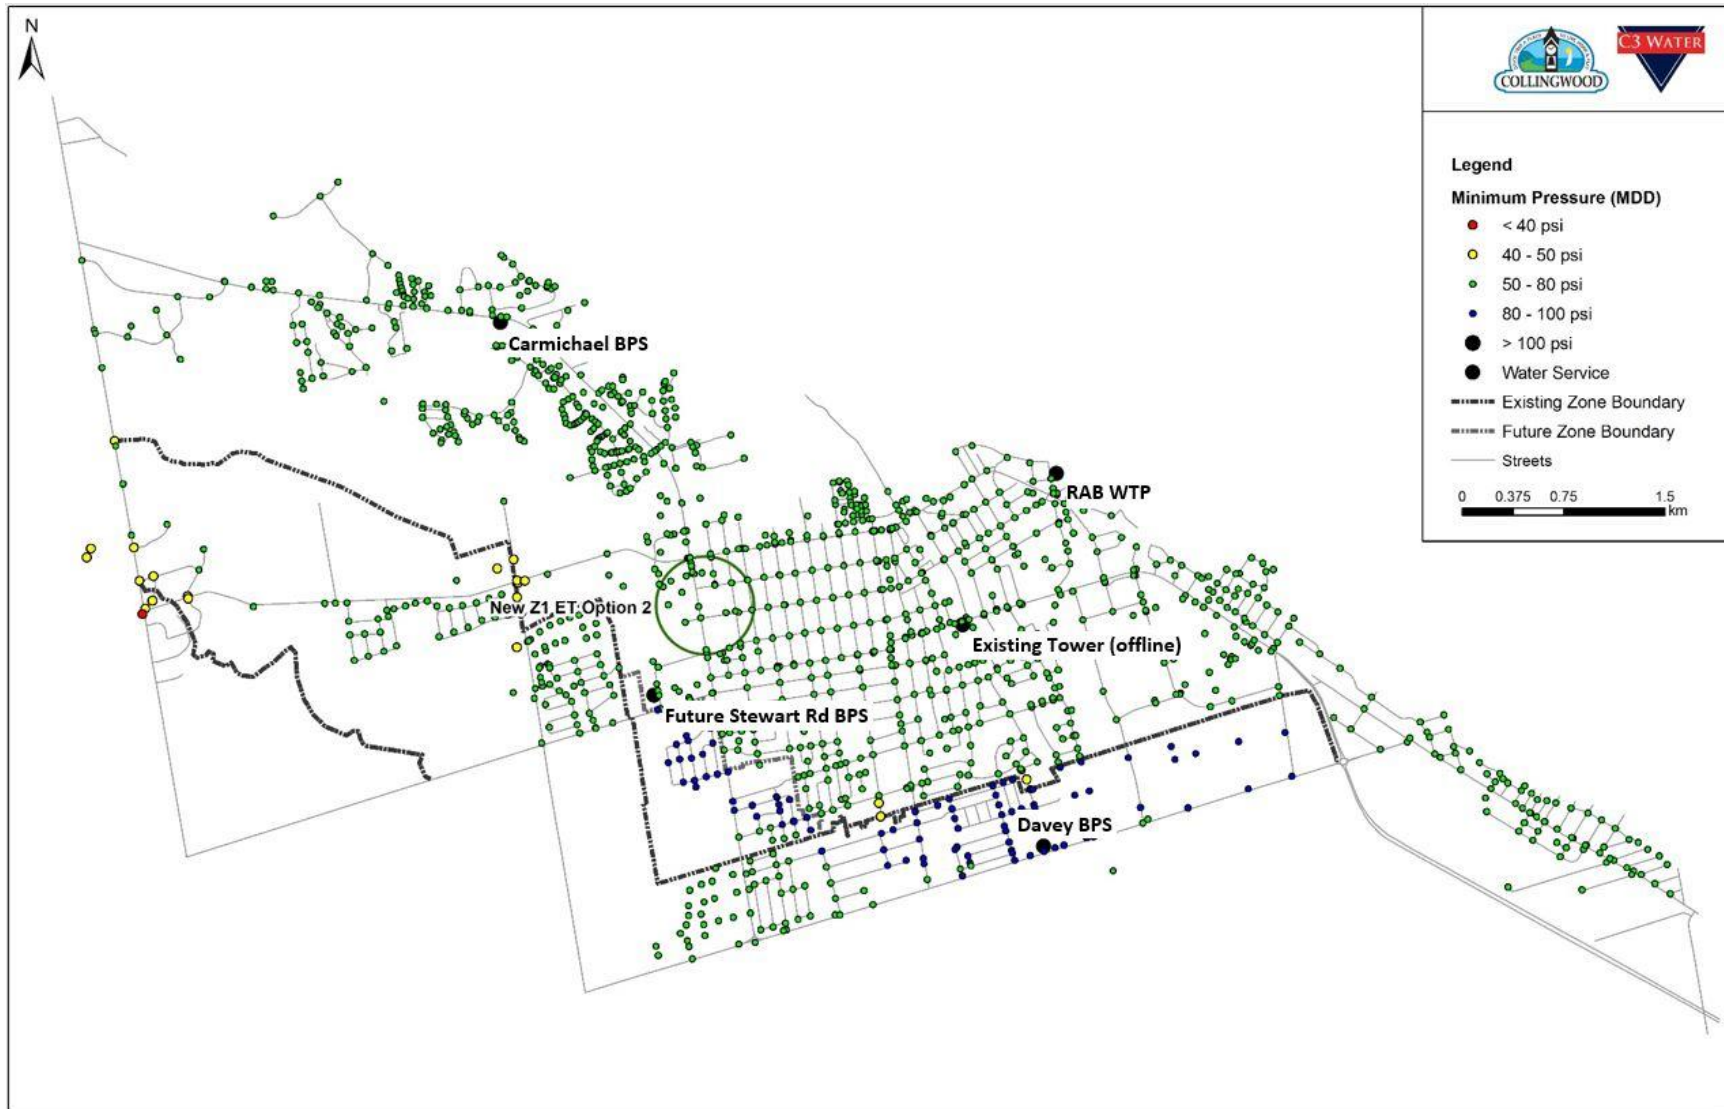 N
COLLINGWOOD
C3 WATER
Legend
Minimum Pressure (MDD)
< 40 psi
40 - 50 psi
50 - 80 psi
80 - 100 psi
> 100 psi
Water Service
Existing Zone Boundary
Future Zone Boundary
Streets
0 0.375 0.75 1.5
km
Carmichael BPS
RAB WTP
New Z1 ET Option 2
Existing Tower (offline)
Future Stewart Rd BPS
Davey BPS